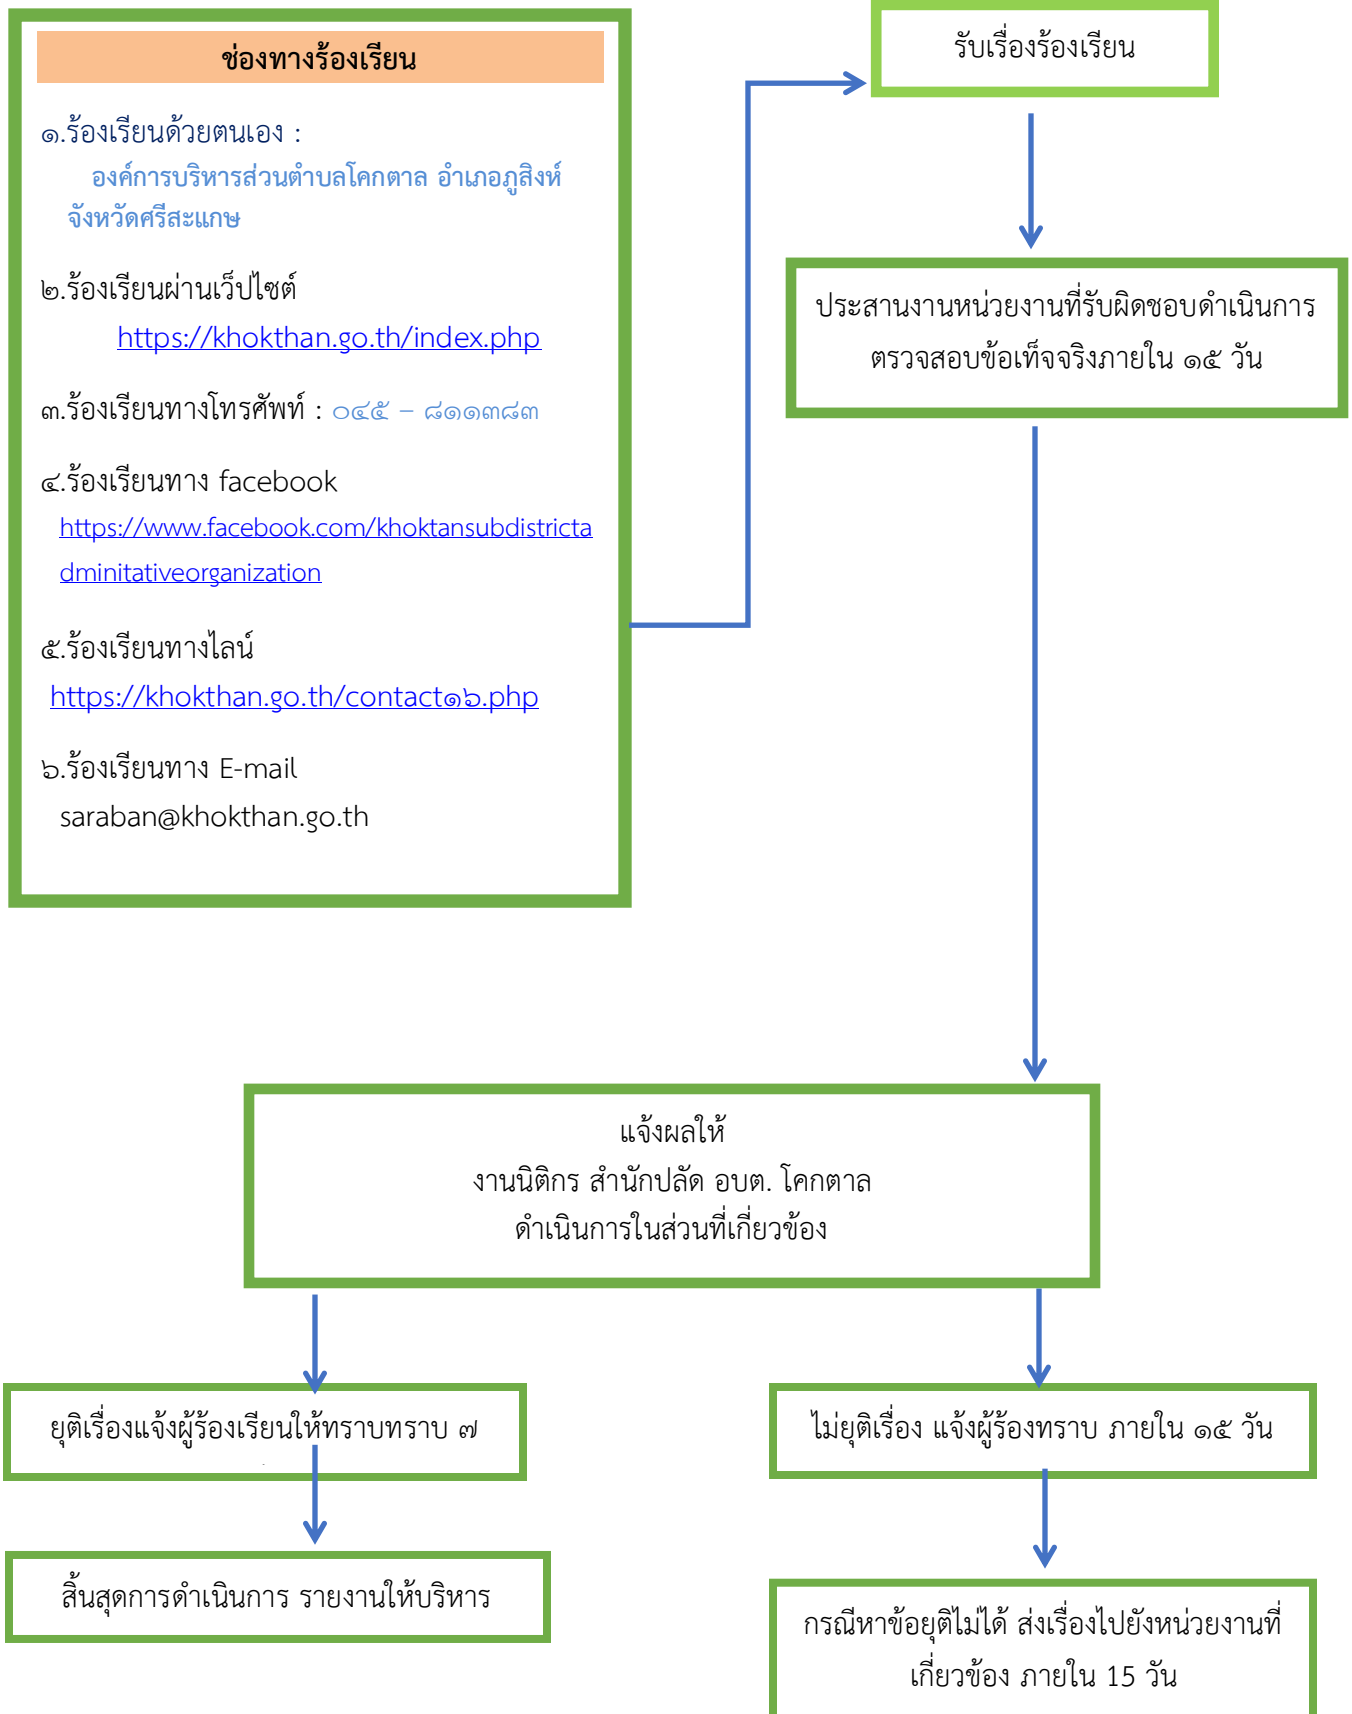 ช่องทางร้องเรียน
๑.ร้องเรียนด้วยตนเอง :
องค์การบริหารส่วนตำบลโคกตาล อำเภอภูสิงห์
จังหวัดศรีสะเกษ
๒.ร้องเรียนผ่านเว็ปไซต์
https://khokthan.go.th/index.php
๓.ร้องเรียนทางโทรศัพท์ : ๐๔๕ – ๘๑๑๓๘๓
๔.ร้องเรียนทาง facebook
https://www.facebook.com/khoktansubdistricta
dminitativeorganization
๕.ร้องเรียนทางไลน์
https://khokthan.go.th/contact๑๖.php
๖.ร้องเรียนทาง E-mail
saraban@khokthan.go.th
รับเรื่องร้องเรียน
ประสานงานหน่วยงานที่รับผิดชอบดำเนินการ
ตรวจสอบข้อเท็จจริงภายใน ๑๕ วัน
แจ้งผลให้
งานนิติกร สำนักปลัด อบต. โคกตาล
ดำเนินการในส่วนที่เกี่ยวข้อง
ยุติเรื่องแจ้งผู้ร้องเรียนให้ทราบทราบ ๗
สิ้นสุดการดำเนินการ รายงานให้บริหาร
ไม่ยุติเรื่อง แจ้งผู้ร้องทราบ ภายใน ๑๕ วัน
กรณีหาข้อยุติไม่ได้ ส่งเรื่องไปยังหน่วยงานที่
เกี่ยวข้อง ภายใน 15 วัน